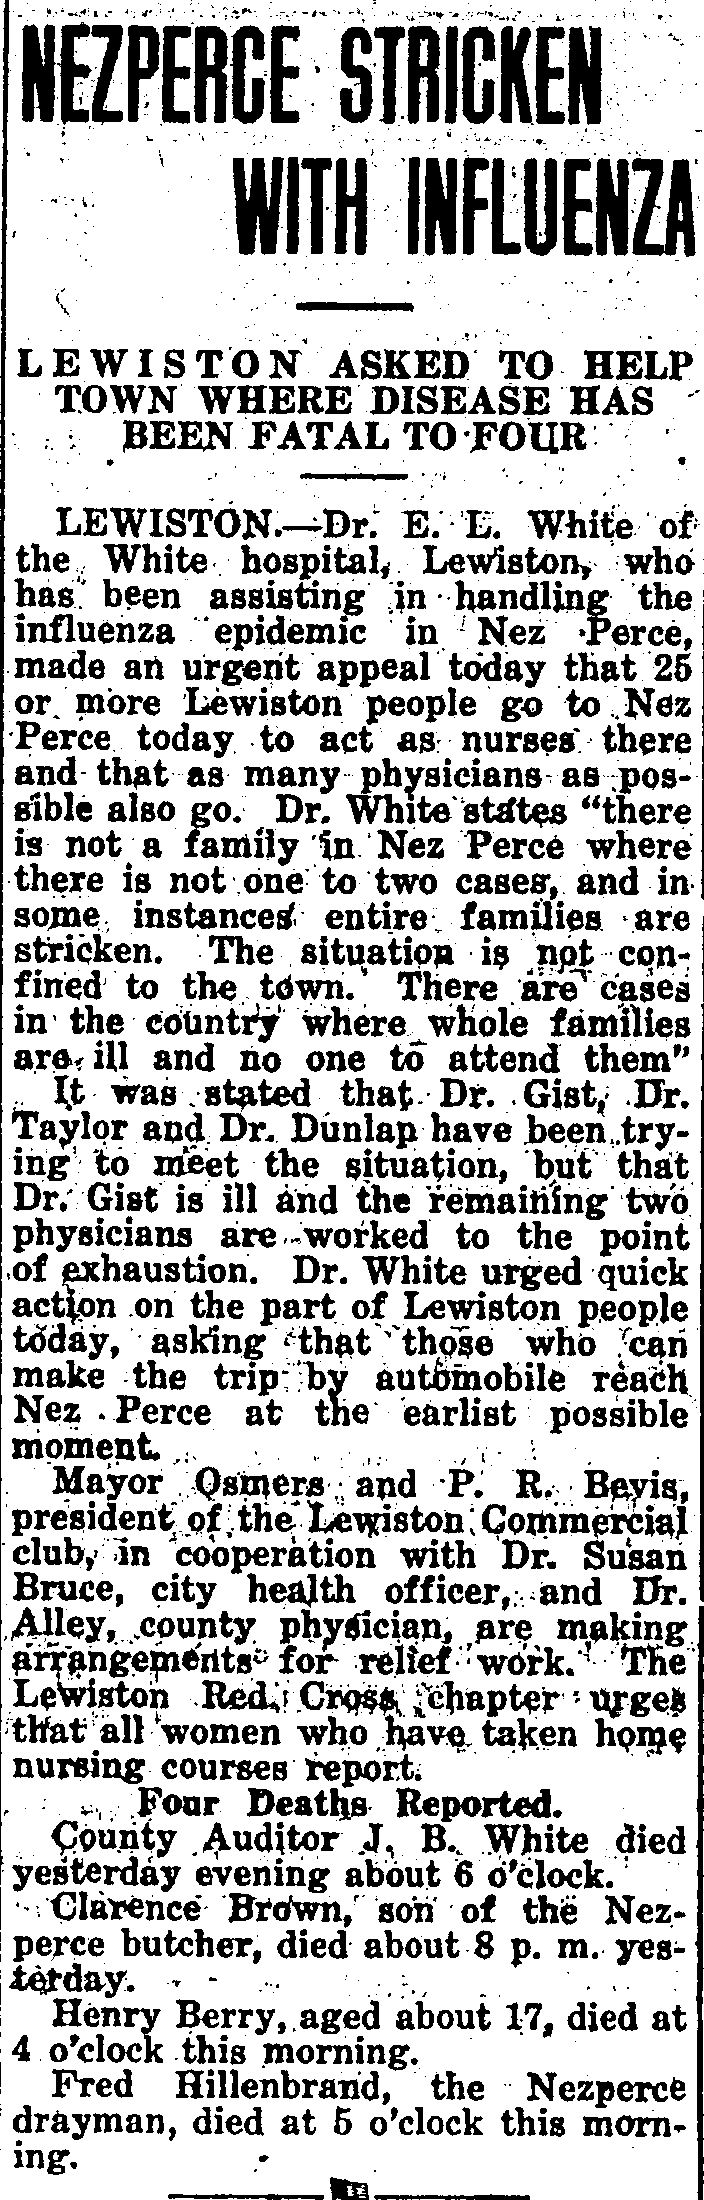 NEZPERCE STRICKEN
WITH INFLUENZA
LEWISTON ASKED TO HELP
TOWN WHERE DISEASE HAS
BEEN FATAL TO FOUR
LEWISTON.—Dr. E. L. White of
the White hospital, Lewiston, who
has been assisting in handling the
influenza epidemic in Nez Perce,
made an urgent appeal today that 25
or more Lewiston people go to Nez
Perce today to act as nurses there
and that as many physicians as pos-
sible also go. Dr. White states "there
is not a family in Nez Perce where
there is not one to two cases, and in
some instances entire families are
stricken. The situation is not con-
fined to the town. There are cases
in the country where whole families
are ill and no one to attend them"
It was stated that Dr. Gist, Dr.
Taylor and Dr. Dunlap have been try-
ing to meet the situation, but that
Dr. Gist is ill and the remaining two
physicians are worked to the point
of exhaustion. Dr. White urged quick
action on the part of Lewiston people
today, asking that those who can
make the trip by automobile reach
Nez Perce at the earlist possible
moment.
Mayor Osmers and P. R. Bevis,
president of the Lewiston Commercial
club, in cooperation with Dr. Susan
Bruce, city health officer, and Dr.
Alley, county physician, are making
arrangements for relief work. The
Lewiston Red Cross chapter urges
that all women who have taken home
nursing courses report.
Four Deaths Reported.
County Auditor J. B. White died
yesterday evening about 6 o'clock.
Clarence Brown, son of the Nez-
perce butcher, died about 8 p. m. yes-
terday.
Henry Berry, aged about 17, died at
4 o'clock this morning.
Fred Hillenbrand, the Nezperce
drayman, died at 5 o'clock this morn-
ing.